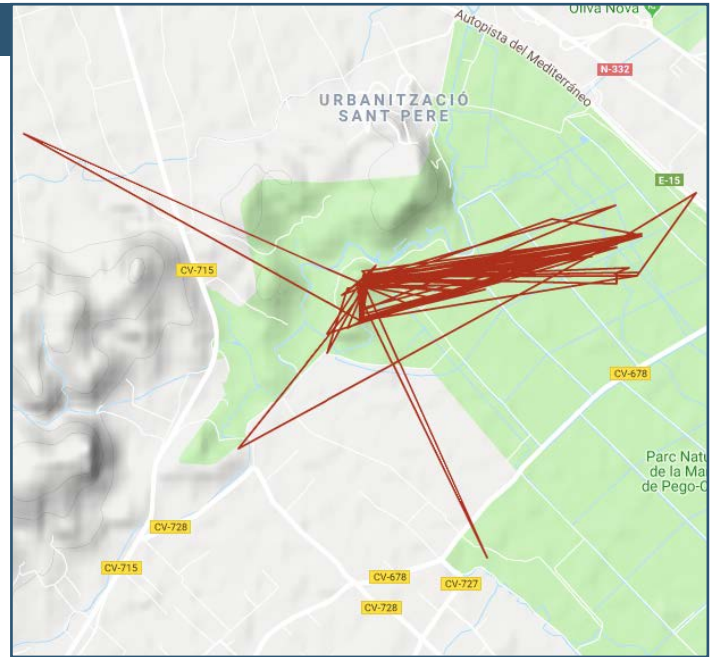 Oliva Nova
Autopista del Mediterráneo
N-332
URBANITZACIÓ
SANT PERE
E-15
CV-715
CV-678
Parc Natu
de la Ma
de Pego-O
CV-728
CV-715
CV-678
CV-727
CV-728